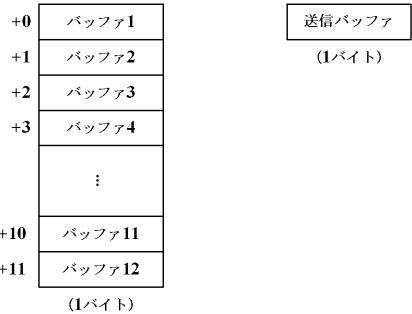 +0 バッファ1
送信バッファ
+1 バッファ2
(1バイト)
+2 バッファ3
+3 バッファ4
⋮
+10 バッファ11
+11 バッファ12
(1バイト)